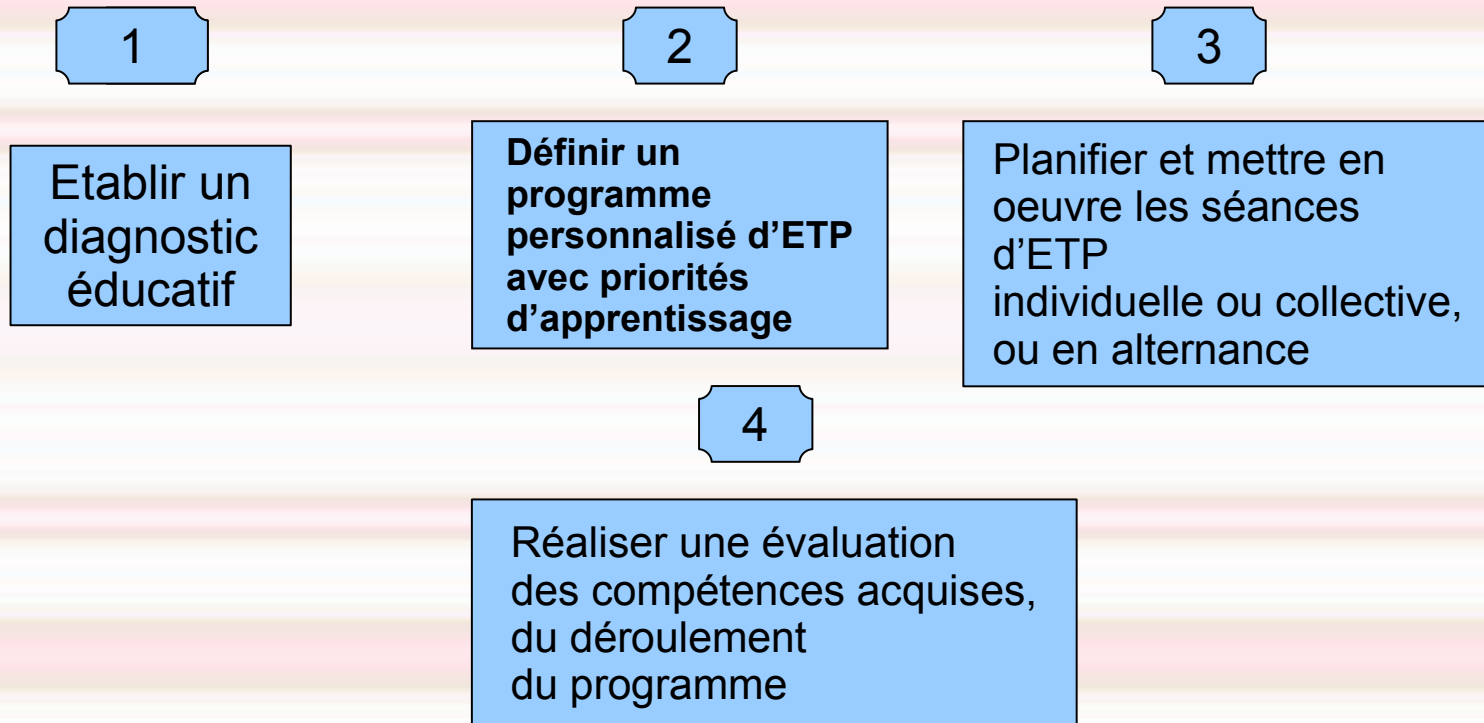 1
Etablir un
diagnostic
éducatif
2
Définir un
programme
personnalisé d’ETP
avec priorités
d’apprentissage
3
Planifier et mettre en
oeuvre les séances
d’ETP
individuelle ou collective,
ou en alternance
4
Réaliser une évaluation
des compétences acquises,
du déroulement
du programme